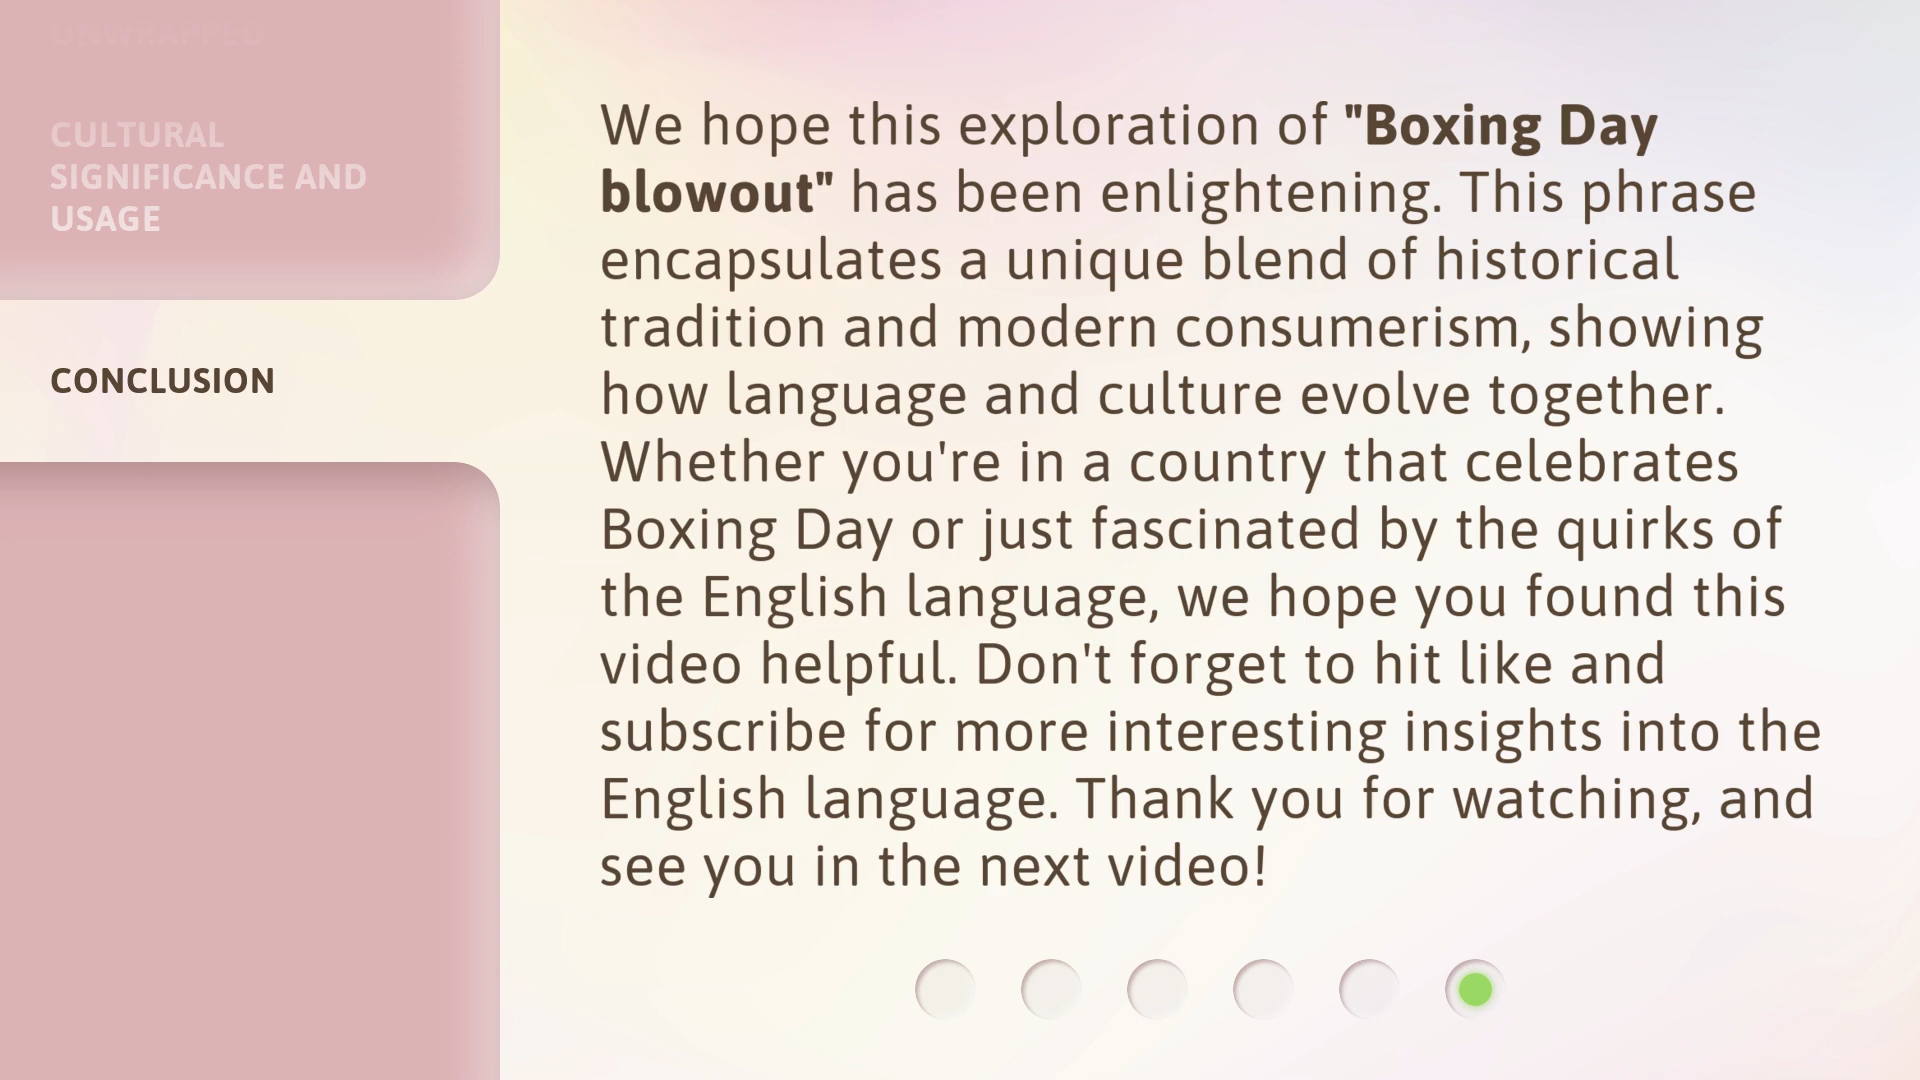 UNWRAPPED
CULTURAL
SIGNIFICANCE AND
USAGE
CONCLUSION
We hope this exploration of "Boxing Day
blowout" has been enlightening. This phrase
encapsulates a unique blend of historical
tradition and modern consumerism, showing
how language and culture evolve together.
Whether you're in a country that celebrates
Boxing Day or just fascinated by the quirks of
the English language, we hope you found this
video helpful. Don't forget to hit like and
subscribe for more interesting insights into the
English language. Thank you for watching, and
see you in the next video!